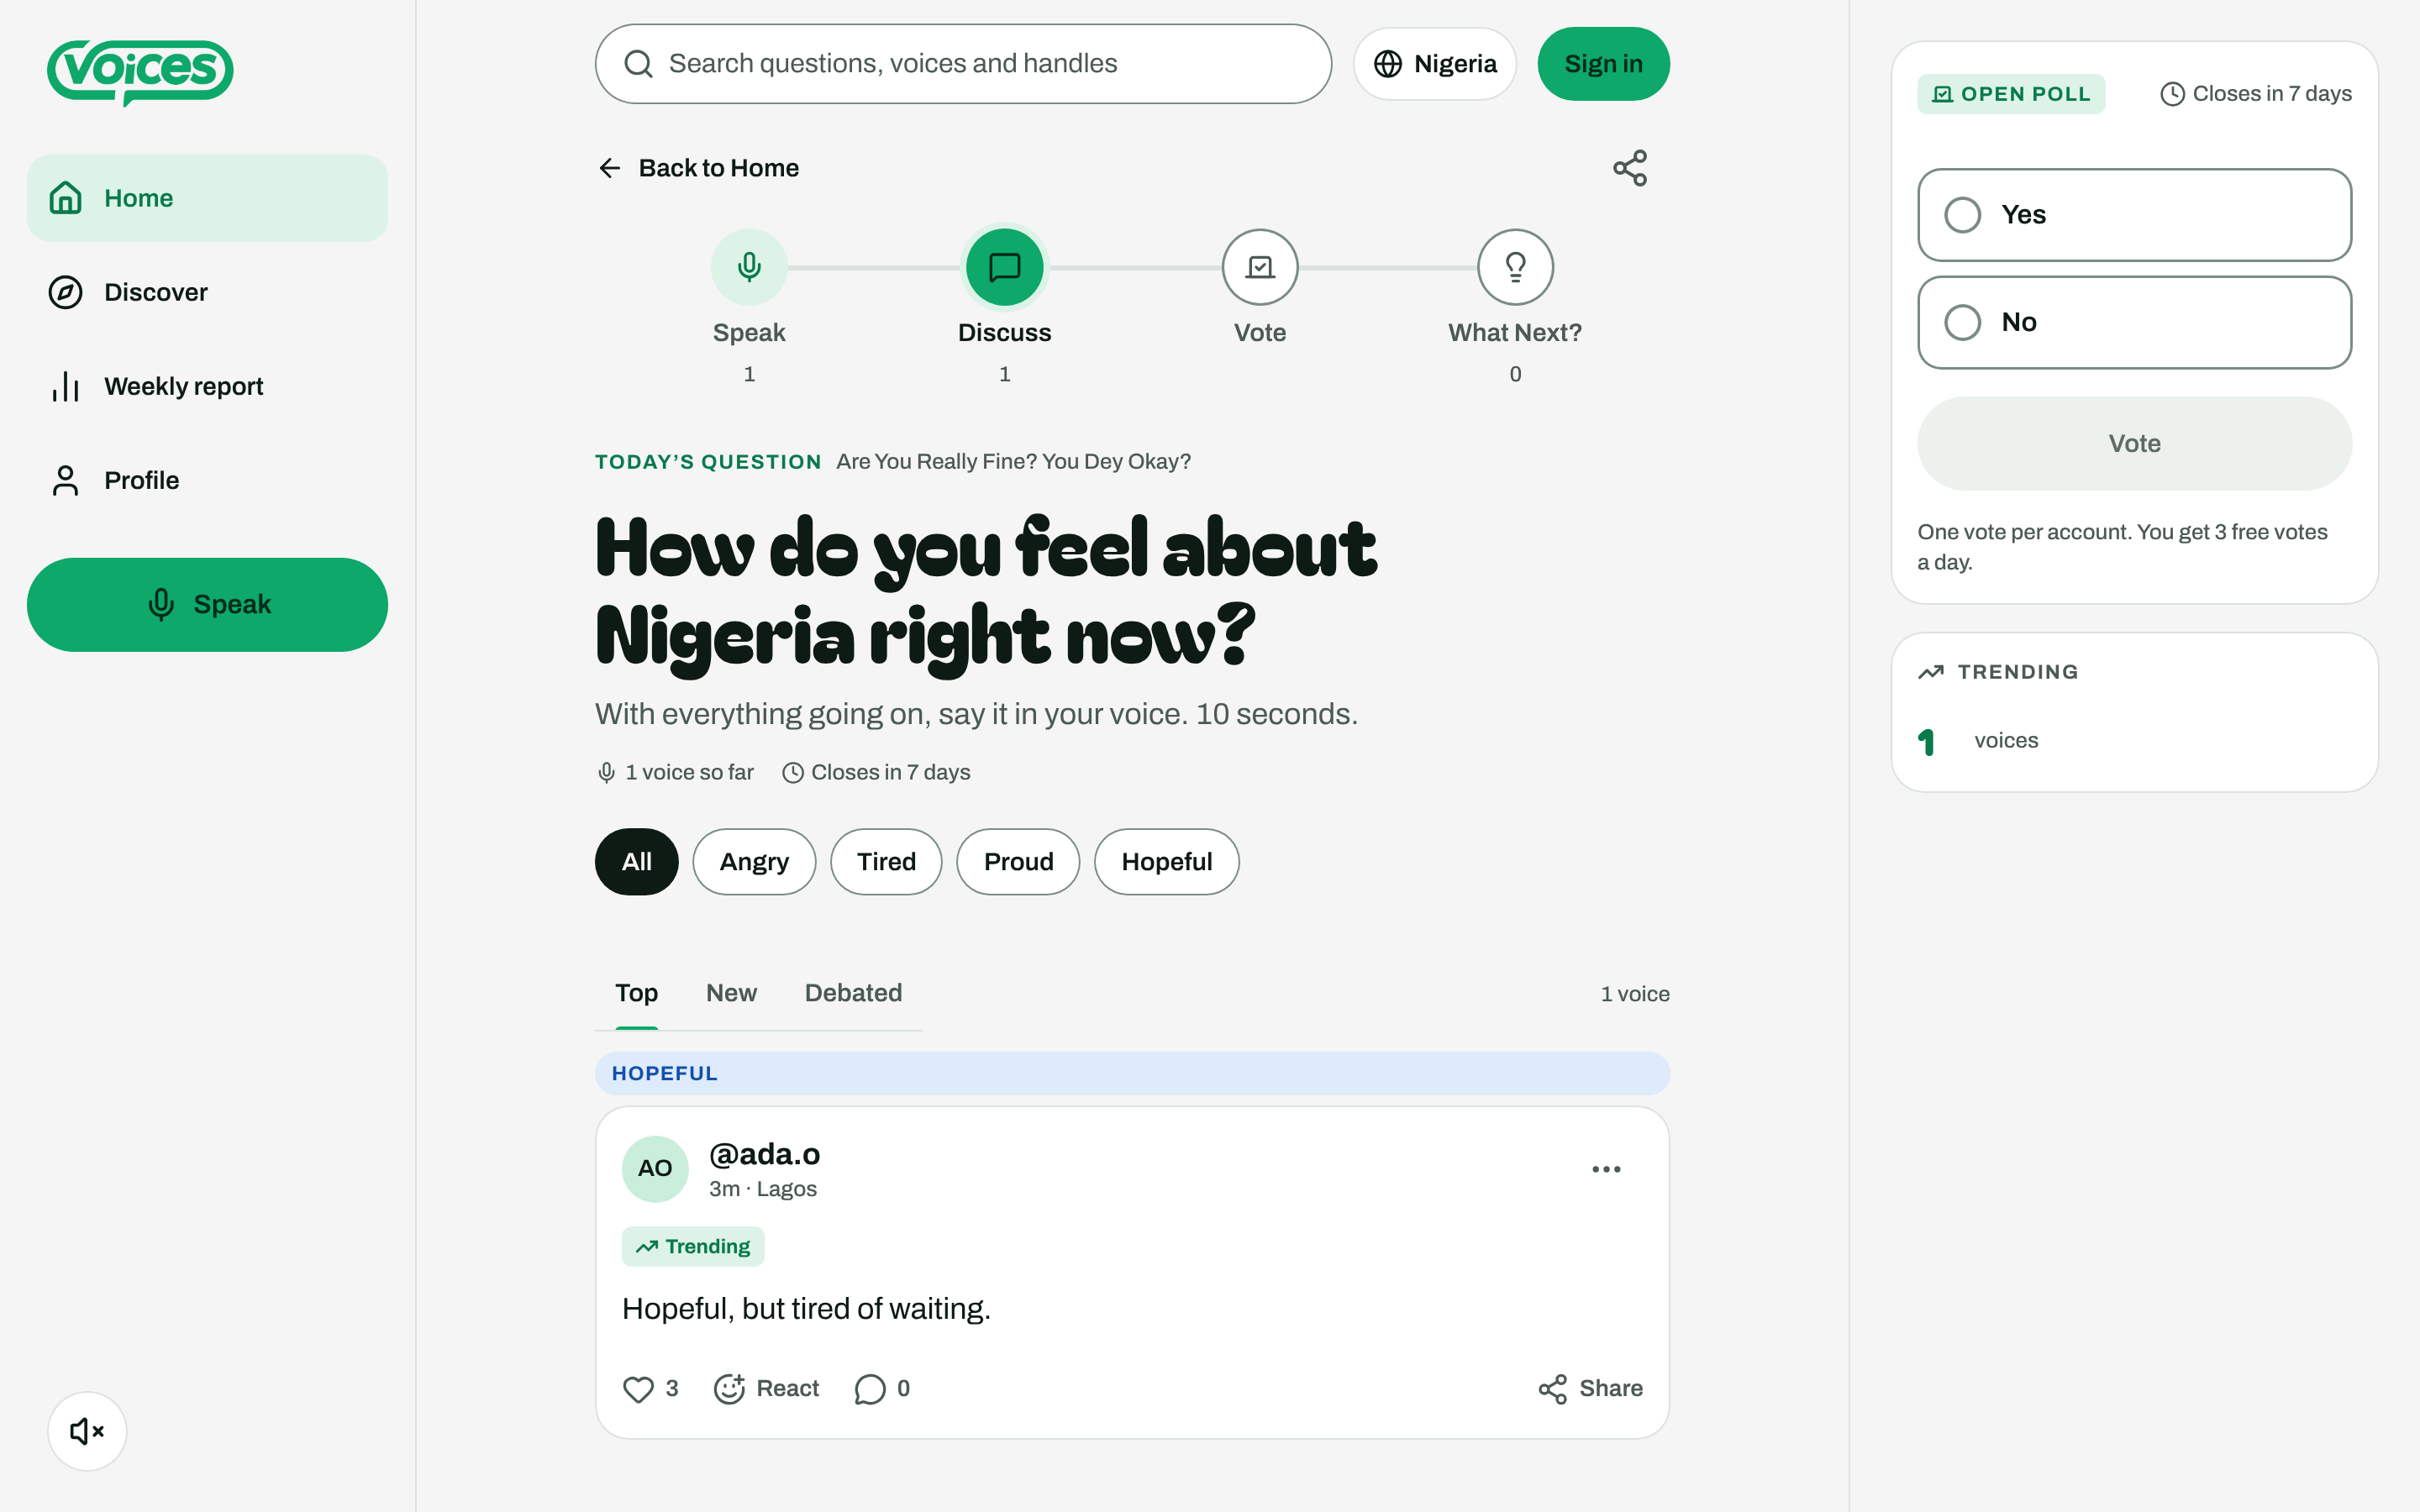 voices
Home
Discover
Weekly report
Profile
Speak
Search questions, voices and handles
Nigeria
Sign in
Back to Home
Speak
1
Discuss
1
Vote
What Next?
0
TODAY’S QUESTION Are You Really Fine? You Dey Okay?
How do you feel about
Nigeria right now?
With everything going on, say it in your voice. 10 seconds.
1 voice so far Closes in 7 days
All Angry Tired Proud Hopeful
Top New Debated 1 voice
HOPEFUL
AO
@ada.o
3m · Lagos
Trending
Hopeful, but tired of waiting.
3 React 0 Share
OPEN POLL Closes in 7 days
Yes
No
Vote
One vote per account. You get 3 free votes
a day.
TRENDING
1 voices